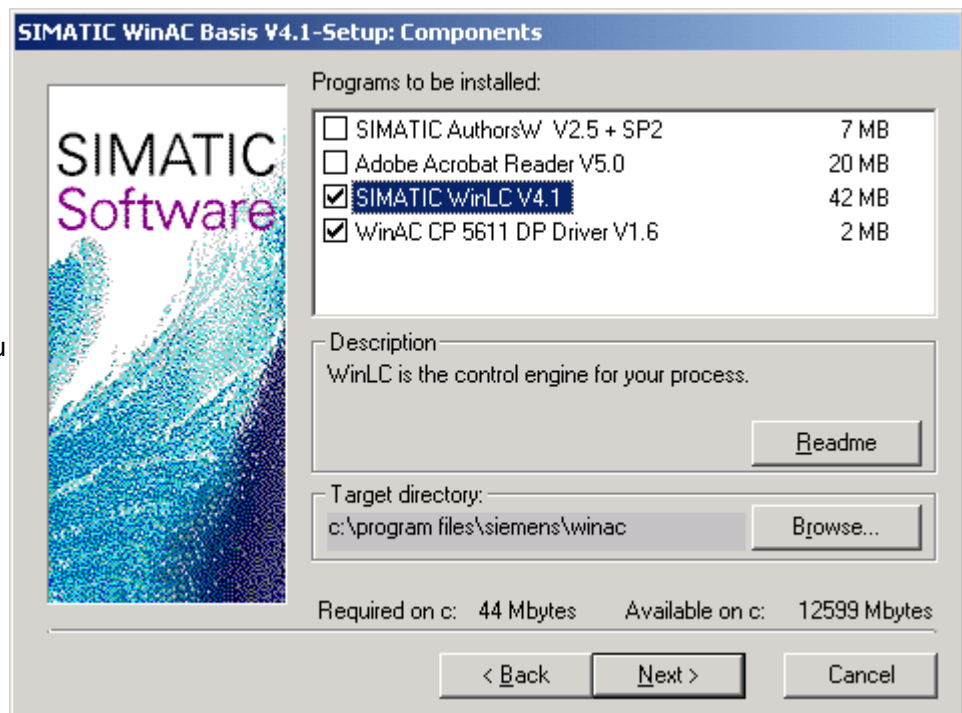 SIMATIC WinAC Basis V4.1-Setup: Components
SIMATIC
Software
Programs to be installed:
SIMATIC AuthorsW V2.5 + SP2 7 MB
Adobe Acrobat Reader V5.0 20 MB
SIMATIC WinLC V4.1 42 MB
WinAC CP 5611 DP Driver V1.6 2 MB
Description
WinLC is the control engine for your process.
Readme
Target directory:
c:\program files\siemens\winac
Browse...
Required on c: 44 Mbytes Available on c: 12599 Mbytes
< Back Next > Cancel